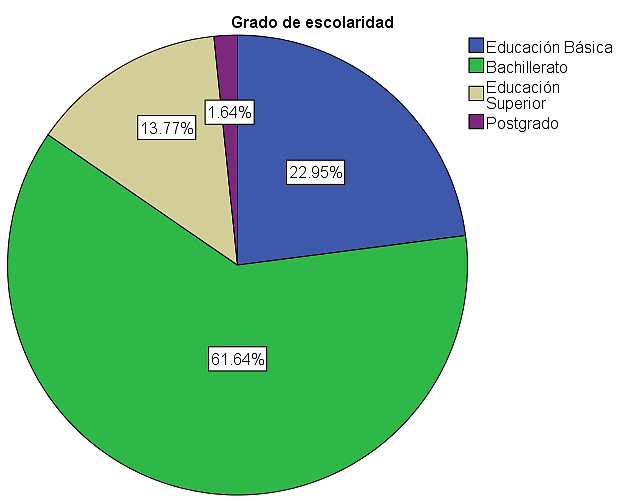 Grado de escolaridad
Educación Básica
Bachillerato
Educación
Superior
Postgrado
1.64%
13.77%
22.95%
61.64%